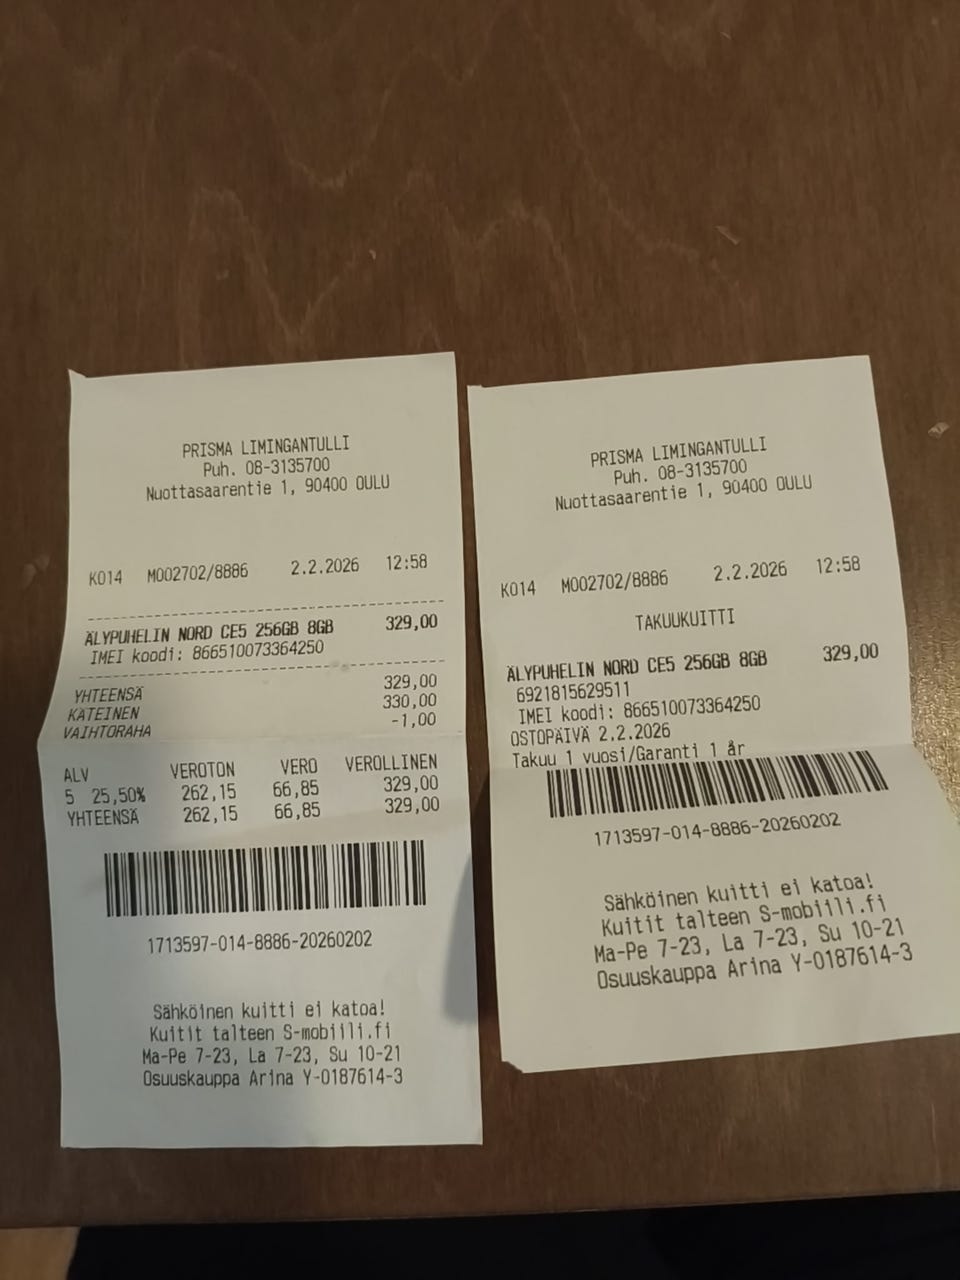 PRISMA LIMINGANTULLI
Puh. 08-3135700
Nuottasaarentie 1, 90400 OULU
K014 M002702/8886 2.2.2026 12:58
ÄLYPUHELIN NORD CE5 256GB 8GB 329,00
IMEI koodi: 866510073364250
YHTEENSÄ 329,00
KÄTEINEN 330,00
VAIHTORAHA -1,00
ALV VEROTON VERO VEROLLINEN
5 25,50% 262,15 66,85 329,00
YHTEENSÄ 262,15 66,85 329,00
1713597-014-8886-20260202
Sähköinen kuitti ei katoa!
Kuitit talteen S-mobiili.fi
Ma-Pe 7-23, La 7-23, Su 10-21
Osuuskauppa Arina Y-0187614-3
PRISMA LIMINGANTULLI
Puh. 08-3135700
Nuottasaarentie 1, 90400 OULU
K014 M002702/8886 2.2.2026 12:58
TAKUUKUITTI
ÄLYPUHELIN NORD CE5 256GB 8GB 329,00
6921815629511
IMEI koodi: 866510073364250
OSTOPÄIVÄ 2.2.2026
Takuu 1 vuosi/Garanti 1 år
1713597-014-8886-20260202
Sähköinen kuitti ei katoa!
Kuitit talteen S-mobiili.fi
Ma-Pe 7-23, La 7-23, Su 10-21
Osuuskauppa Arina Y-0187614-3